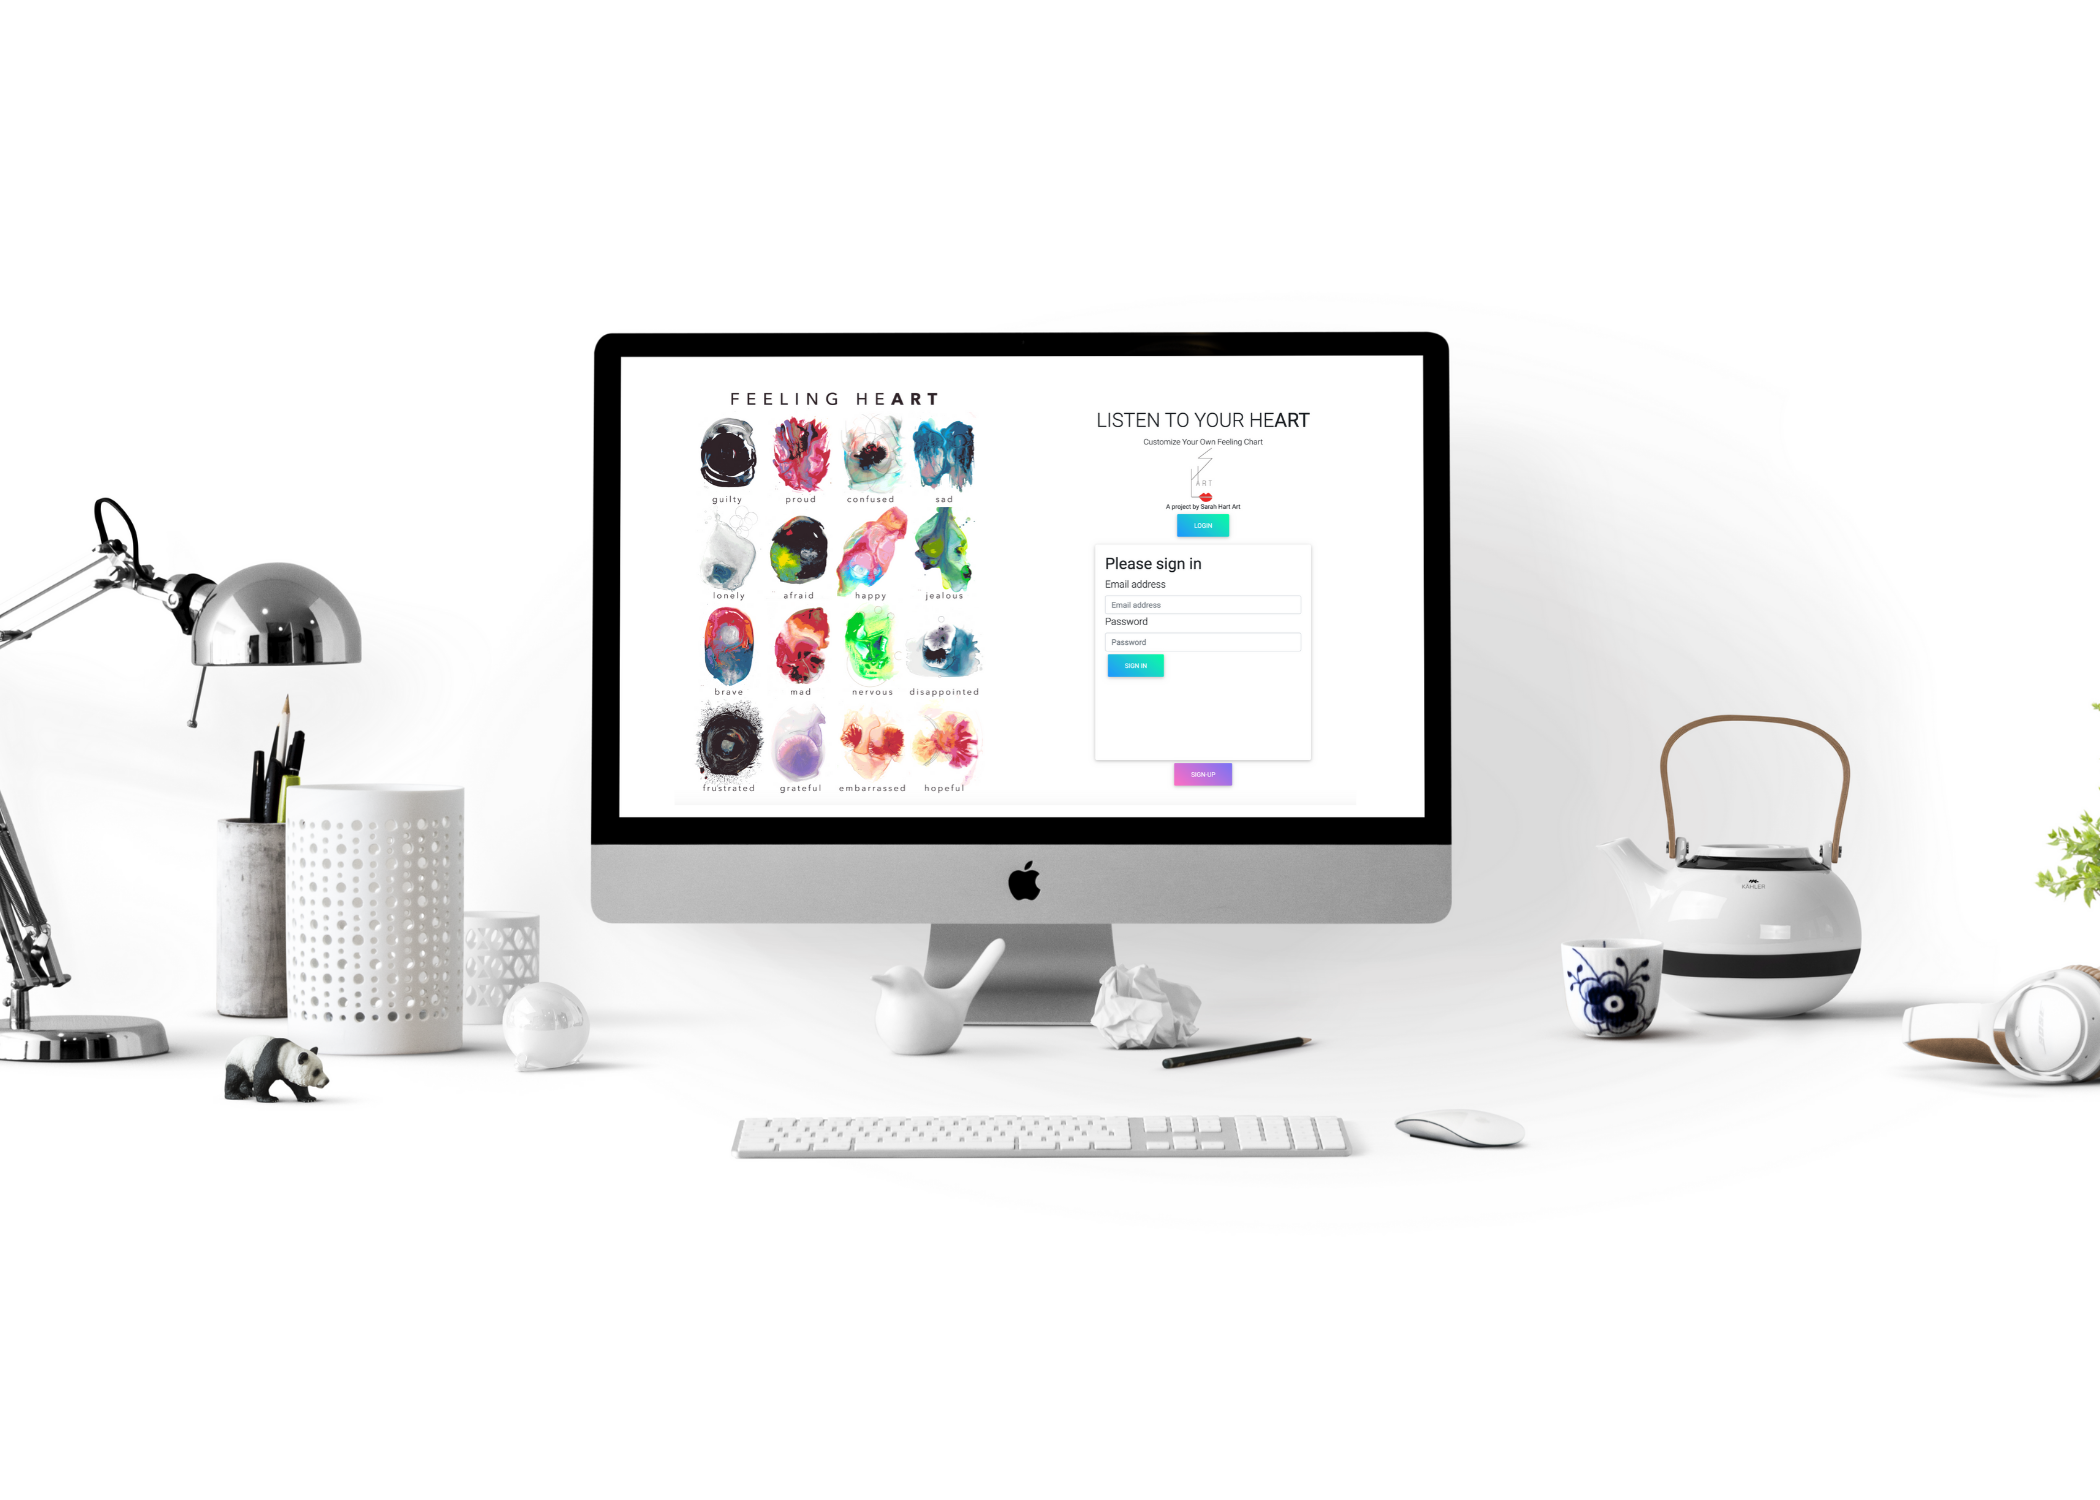 FEELING HEART
guilty proud confused sad
lonely afraid happy jealous
brave mad nervous disappointed
frustrated grateful embarrassed hopeful
LISTEN TO YOUR HEART
Customize Your Own Feeling Chart
ART
A project by Sarah Hart Art
LOGIN
Please sign in
Email address
Email address
Password
Password
SIGN IN
SIGN-UP
KÄHLER